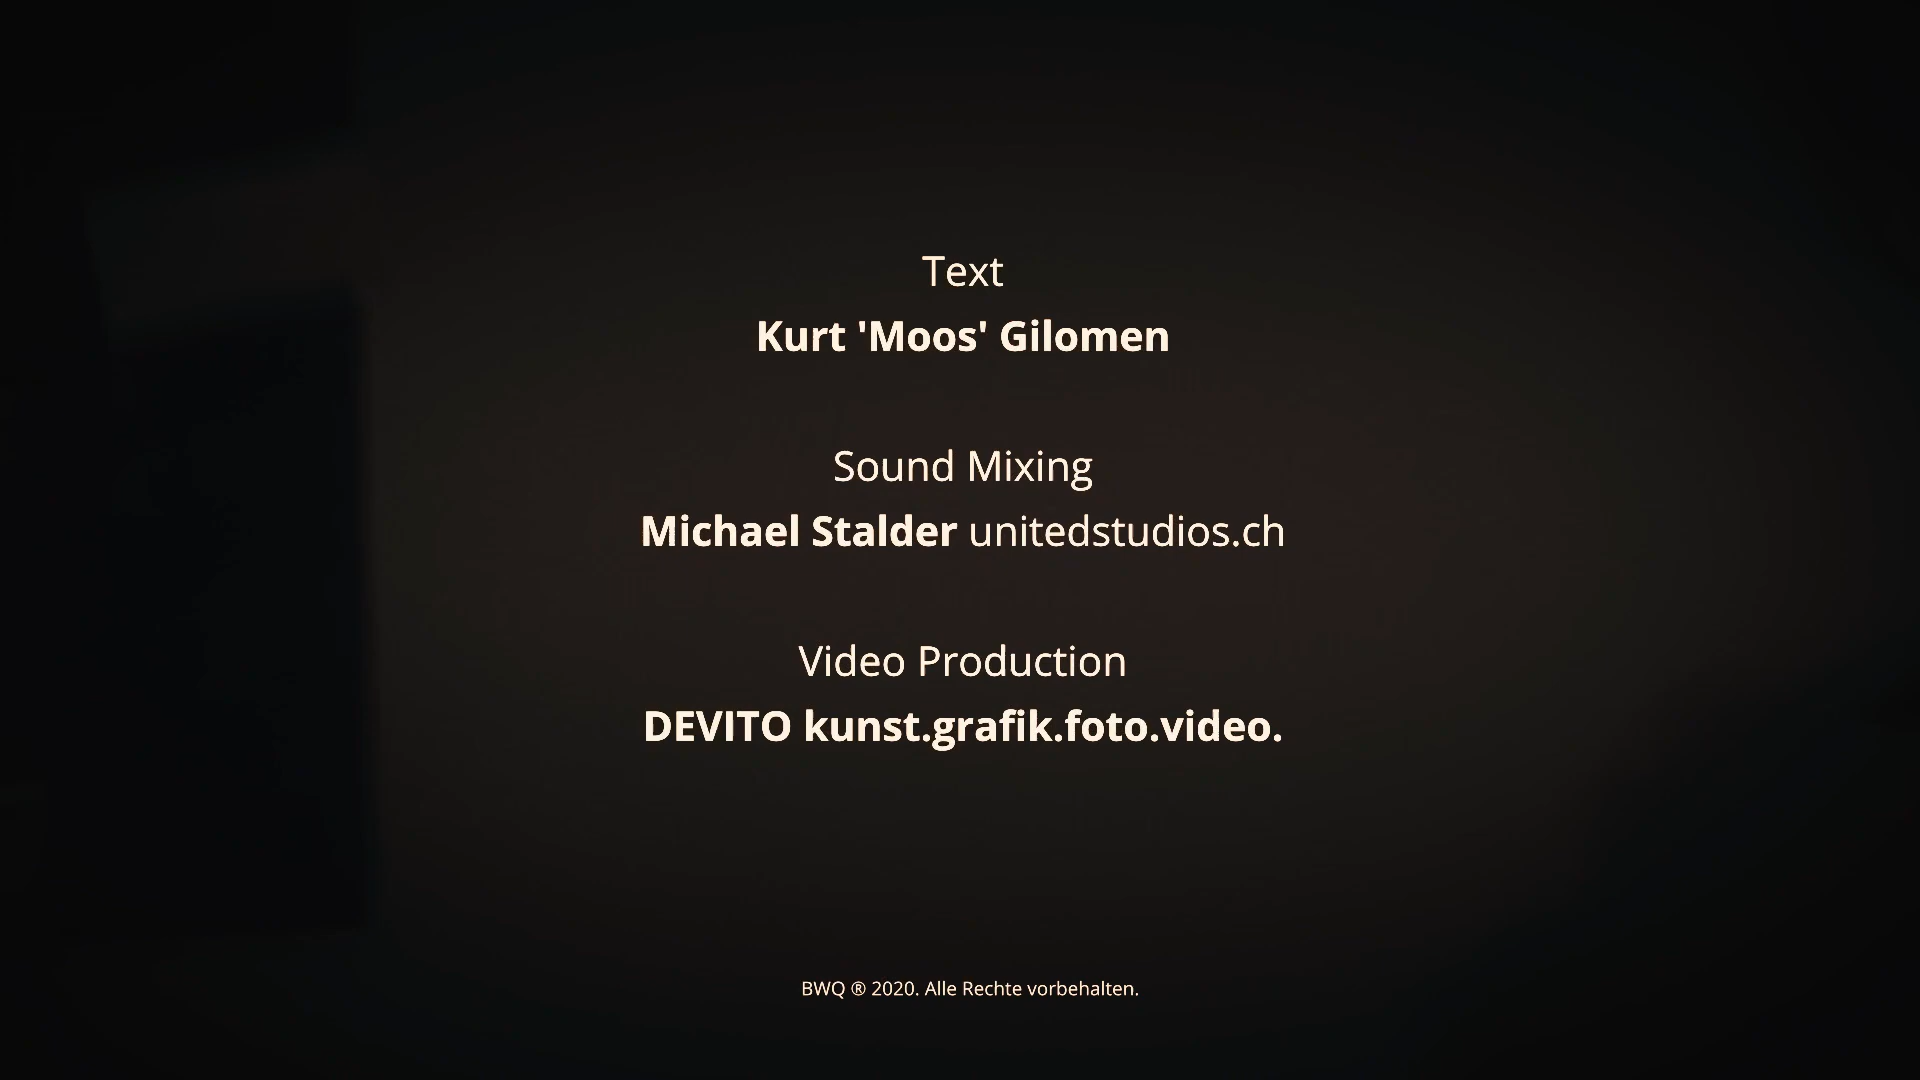 Text
Kurt 'Moos' Gilomen
Sound Mixing
Michael Stalder unitedstudios.ch
Video Production
DEVITO kunst.grafik.foto.video.
BWQ ® 2020. Alle Rechte vorbehalten.